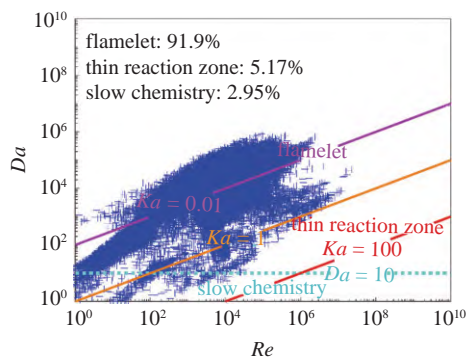 flamelet: 91.9%
thin reaction zone: 5.17%
slow chemistry: 2.95%
10^10
10^8
10^6
10^4
10^2
10^0
Da
flamelet
Ka = 0.01
Ka = 1
thin reaction zone
Ka = 100
Da = 10
slow chemistry
10^0
10^2
10^4
10^6
10^8
10^10
Re